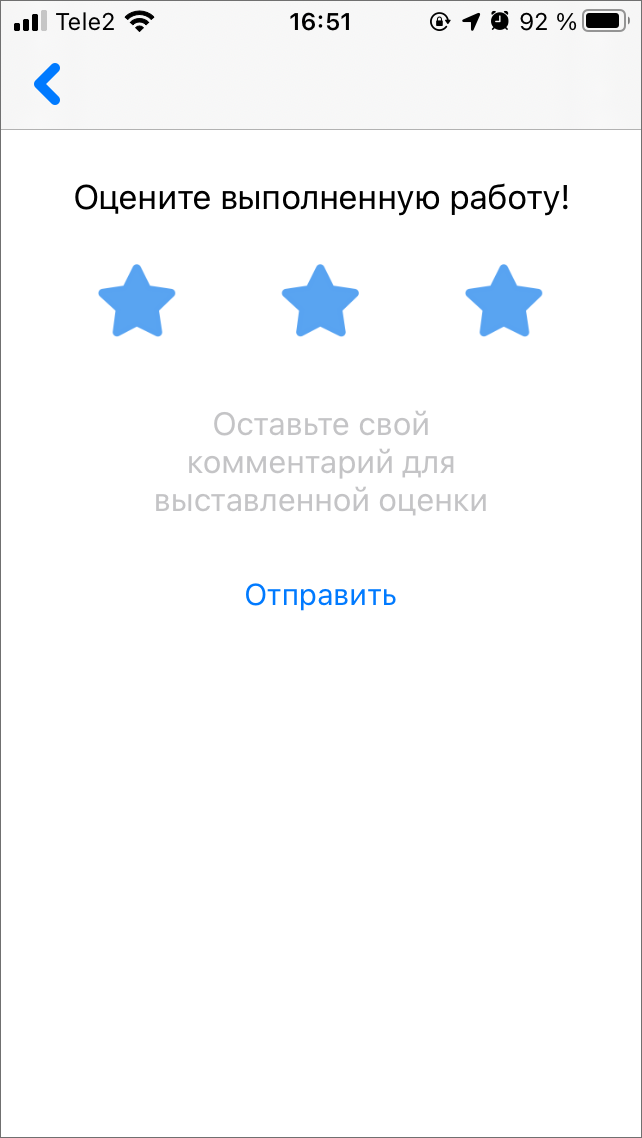 Tele2 16:51 92 %
Оцените выполненную работу!
Оставьте свой
комментарий для
выставленной оценки
Отправить